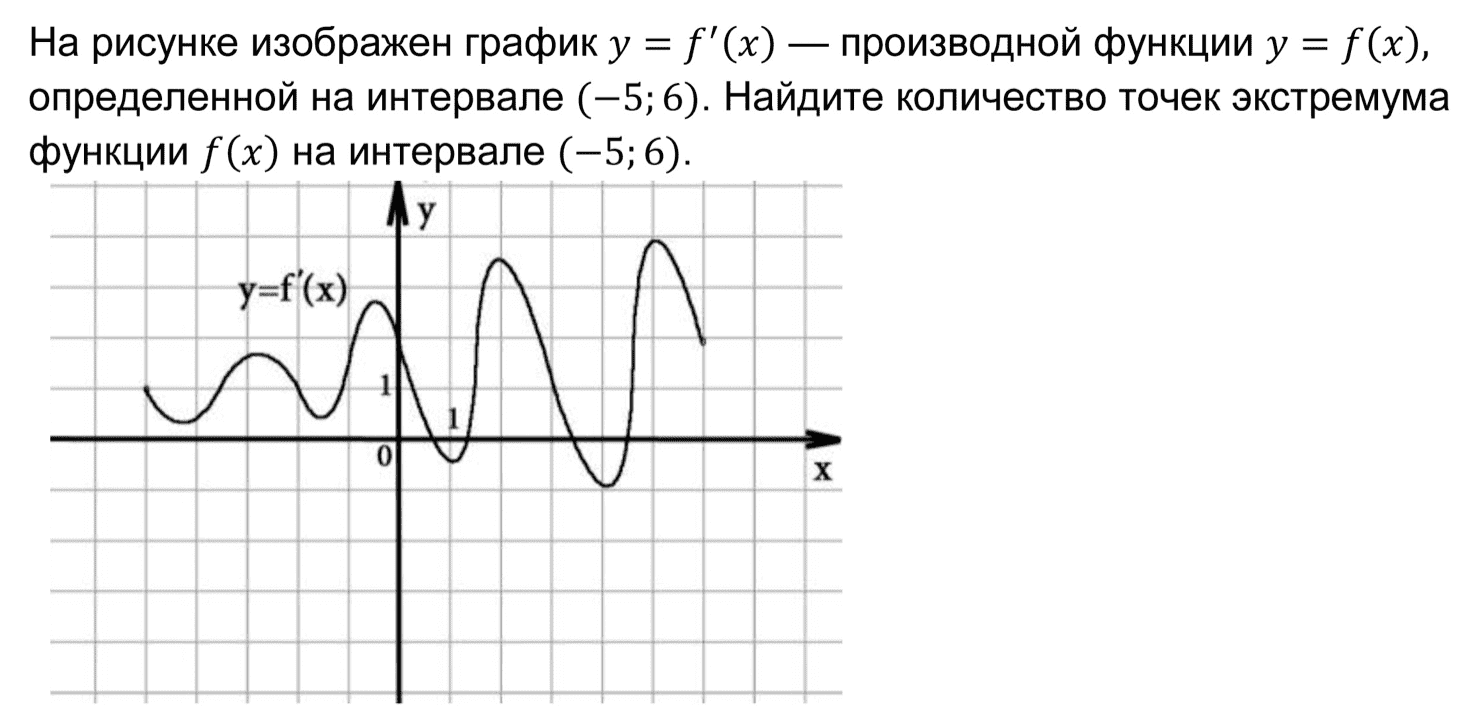 На рисунке изображен график y = f′(x) — производной функции y = f(x),
определенной на интервале (−5; 6). Найдите количество точек экстремума
функции f(x) на интервале (−5; 6).
y
y=f′(x)
1
1
0
x